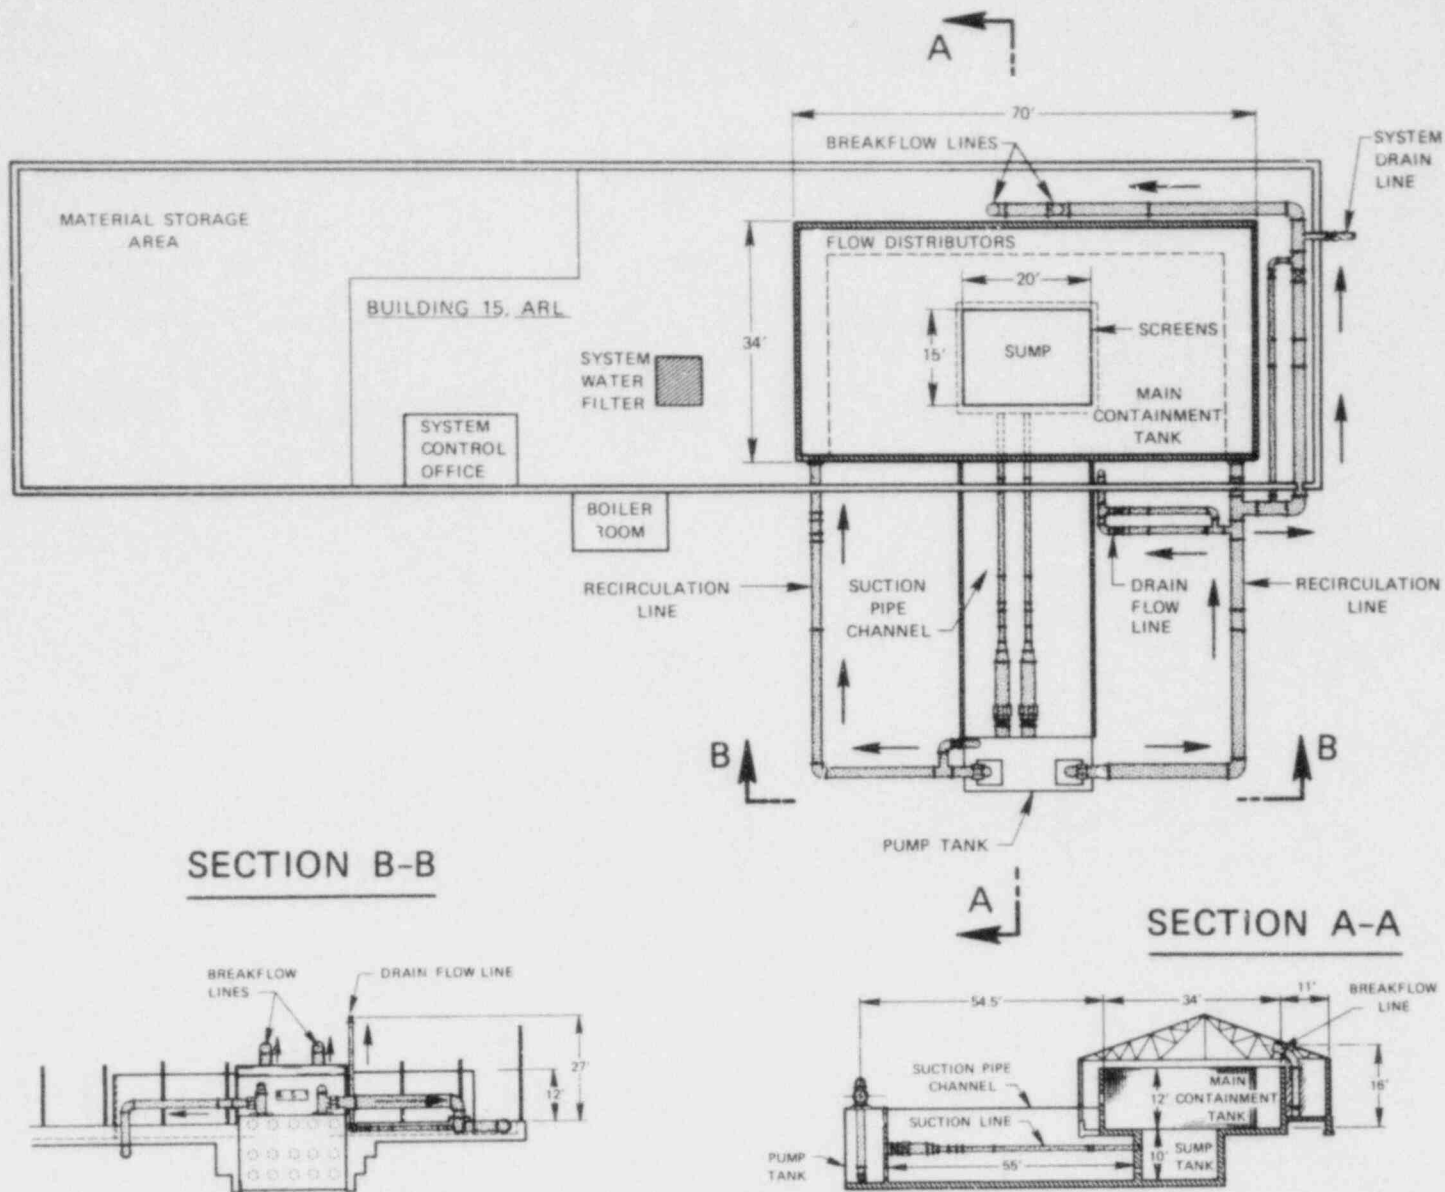 A
70'
BREAKFLOW LINES
SYSTEM
DRAIN
LINE
MATERIAL STORAGE
AREA
FLOW DISTRIBUTORS
20'
BUILDING 15, ARL
34'
15'
SUMP
SCREENS
SYSTEM
WATER
FILTER
MAIN
CONTAINMENT
TANK
SYSTEM
CONTROL
OFFICE
BOILER
ROOM
RECIRCULATION
LINE
SUCTION
PIPE
CHANNEL
DRAIN
FLOW
LINE
RECIRCULATION
LINE
B
B
PUMP TANK
A
SECTION B-B
SECTION A-A
BREAKFLOW
LINES
DRAIN FLOW LINE
27'
12'
54.5'
34'
11'
BREAKFLOW
LINE
SUCTION PIPE
CHANNEL
SUCTION LINE
MAIN
CONTAINMENT
TANK
12'
16'
PUMP
TANK
55'
10'
SUMP
TANK